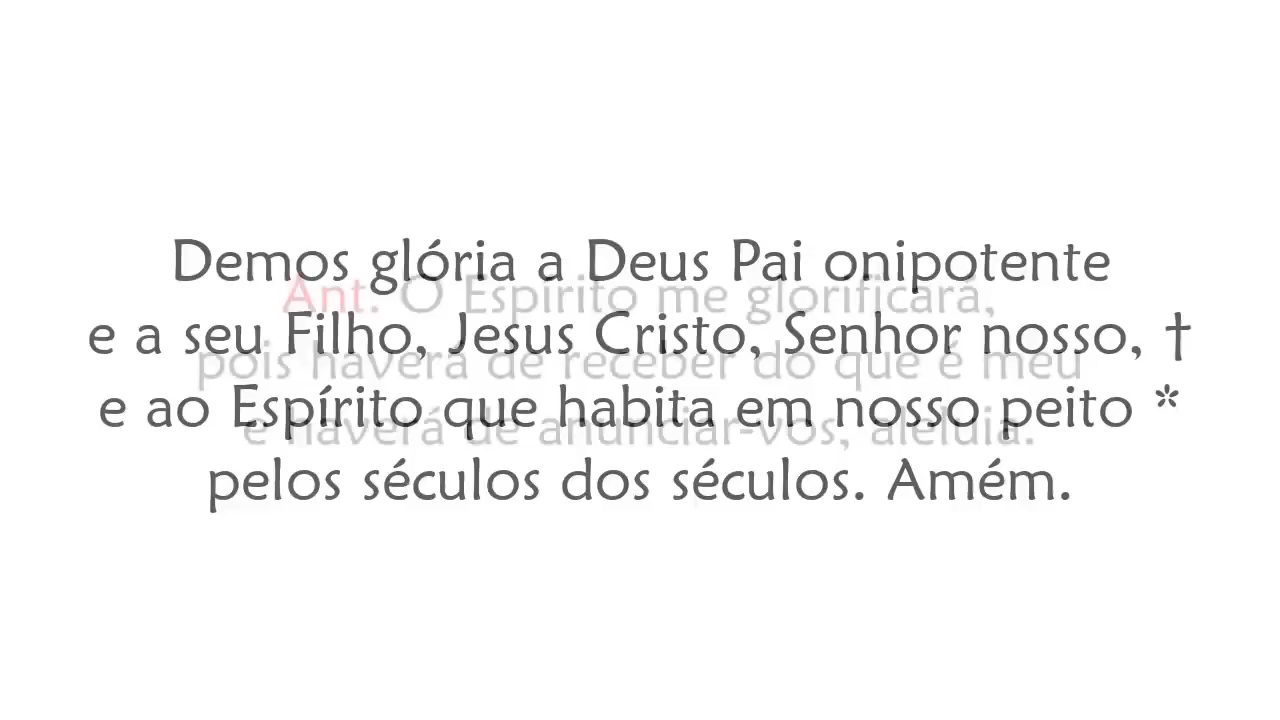 Demos glória a Deus Pai onipotente
e a seu Filho, Jesus Cristo, Senhor nosso, †
e ao Espírito que habita em nosso peito *
pelos séculos dos séculos. Amém.
Ant. O Espírito me glorificará,
pois haverá de receber do que é meu
e haverá de anunciar-vos, aleluia.